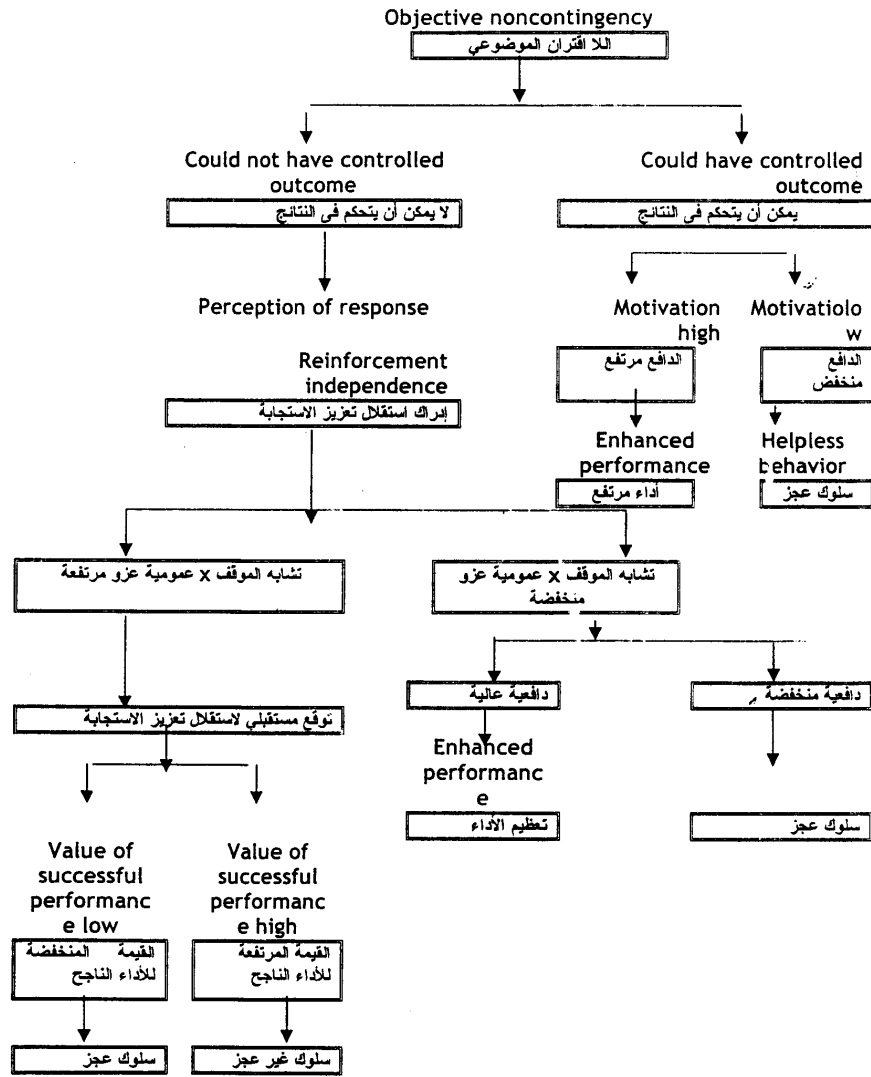 Objective noncontingency
اللا اقتران الموضوعي
Could not have controlled
outcome
لا يمكن أن يتحكم فى النتائج
Could have controlled
outcome
يمكن أن يتحكم في النتائج
Perception of response
Motivation
high
Motivatiolo
w
الدافع مرتفع
الدافع
منخفض
Reinforcement
independence
إدراك استقلال تعزيز الاستجابة
Enhanced
performance
Helpless
behavior
أداء مرتفع
سلوك عجز
تشابه الموقف x عمومية عزو مرتفعة
تشابه الموقف x عمومية عزو
منخفضة
دافعية عالية
دافعية منخفضة
توقع مستقبلي لاستقلال تعزيز الاستجابة
Enhanced
performanc
e
تعظيم الأداء
سلوك عجز
Value of
successful
performanc
e low
Value of
successful
performanc
e high
القيمة المنخفضة
للأداء الناجح
القيمة المرتفعة
للأداء الناجح
سلوك عجز
سلوك غير عجز